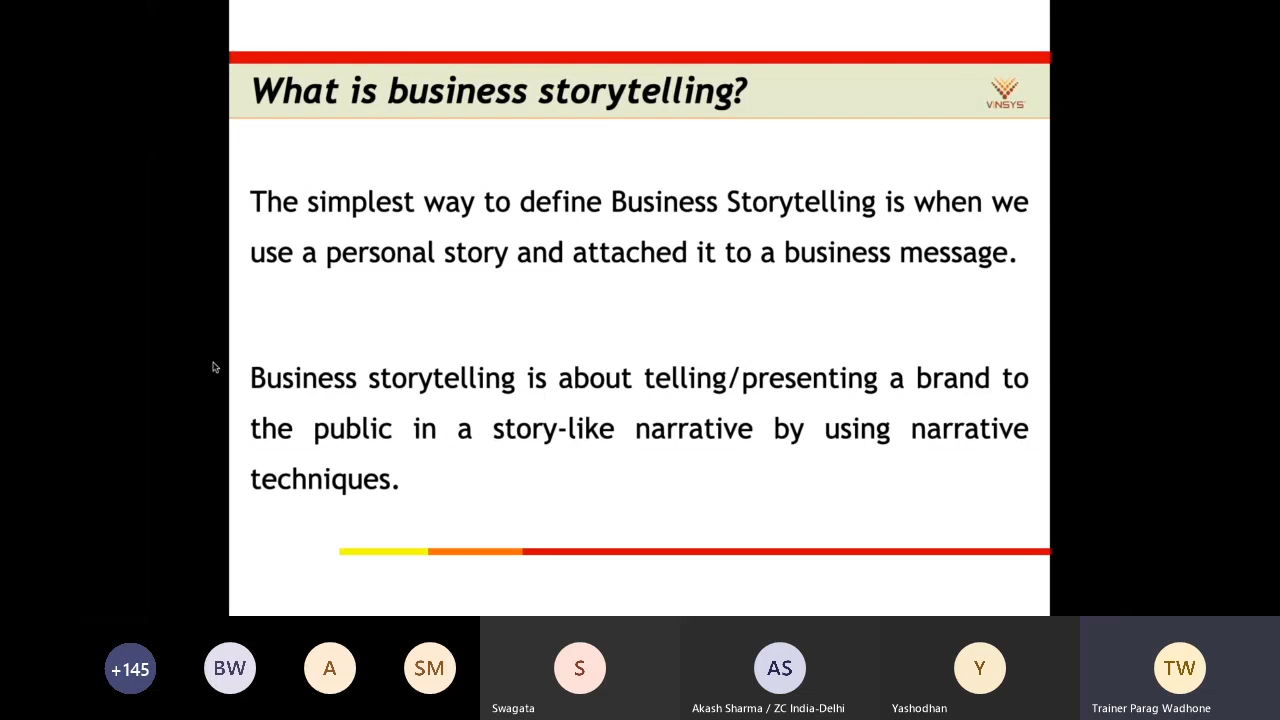 What is business storytelling?
VINSYS
The simplest way to define Business Storytelling is when we
use a personal story and attached it to a business message.
Business storytelling is about telling/presenting a brand to
the public in a story-like narrative by using narrative
techniques.
+145
BW
A
SM
S
AS
Y
TW
Swagata
Akash Sharma / ZC India-Delhi
Yashodhan
Trainer Parag Wadhone